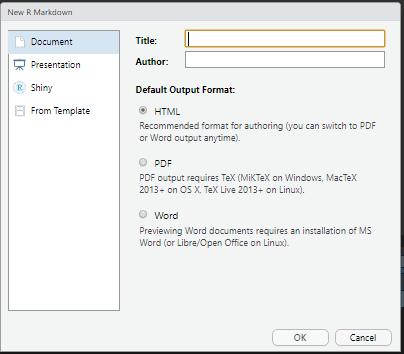 New R Markdown
Document
Presentation
R Shiny
From Template
Title:
Author:
Default Output Format:
HTML
Recommended format for authoring (you can switch to PDF
or Word output anytime).
PDF
PDF output requires TeX (MiKTeX on Windows, MacTeX
2013+ on OS X, TeX Live 2013+ on Linux).
Word
Previewing Word documents requires an installation of MS
Word (or Libre/Open Office on Linux).
OK Cancel